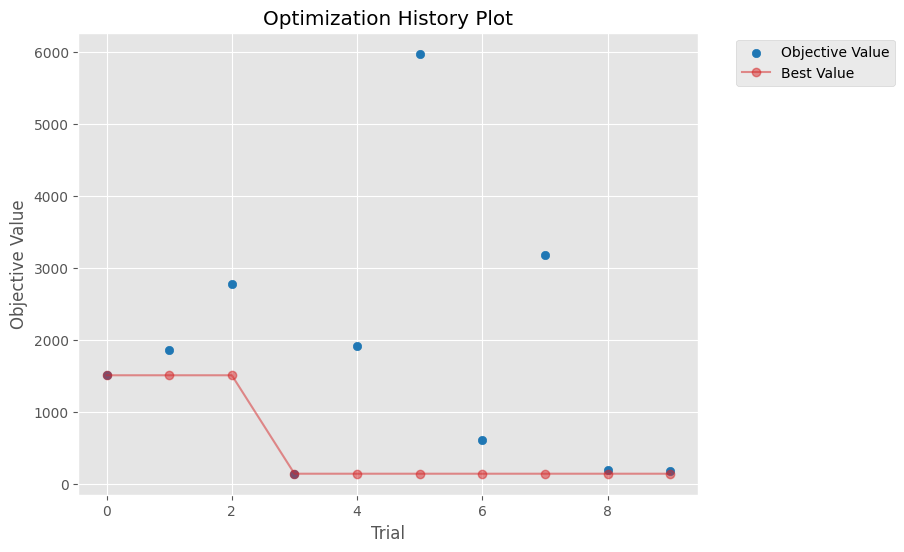 Optimization History Plot
Objective Value
Best Value
Objective Value
6000
5000
4000
3000
2000
1000
0
0 2 4 6 8
Trial